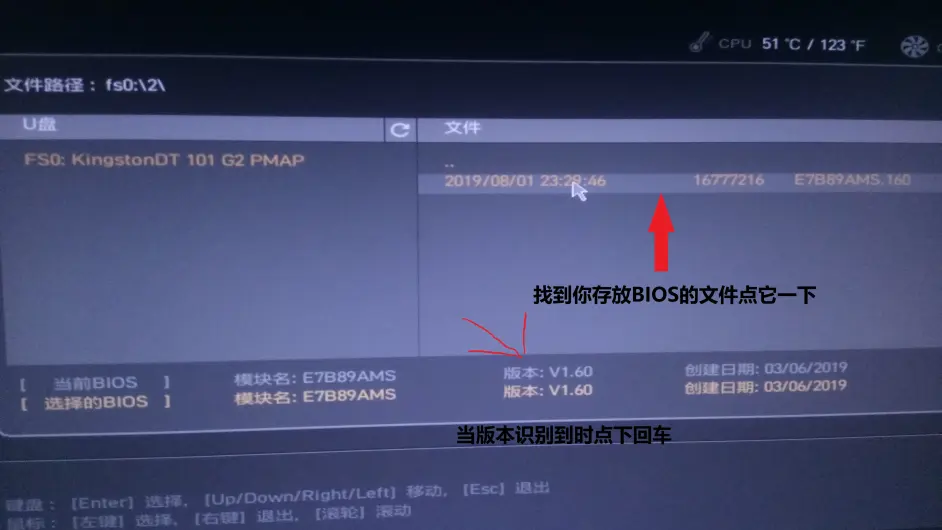 CPU 51 °C / 123 °F
文件路径： fs0:\2\
U盘
文件
FS0: KingstonDT 101 G2 PMAP
..
2019/08/01 23:29:46 16777216 E7B89AMS.160
找到你存放BIOS的文件点它一下
[ 当前BIOS ] 模块名: E7B89AMS 版本: V1.60 创建日期: 03/06/2019
[ 选择的BIOS ] 模块名: E7B89AMS 版本: V1.60 创建日期: 03/06/2019
当版本识别到时点下回车
键盘： [Enter] 选择, [Up/Down/Right/Left] 移动, [Esc] 退出
鼠标： [左键] 选择, [右键] 退出, [滚轮] 滚动